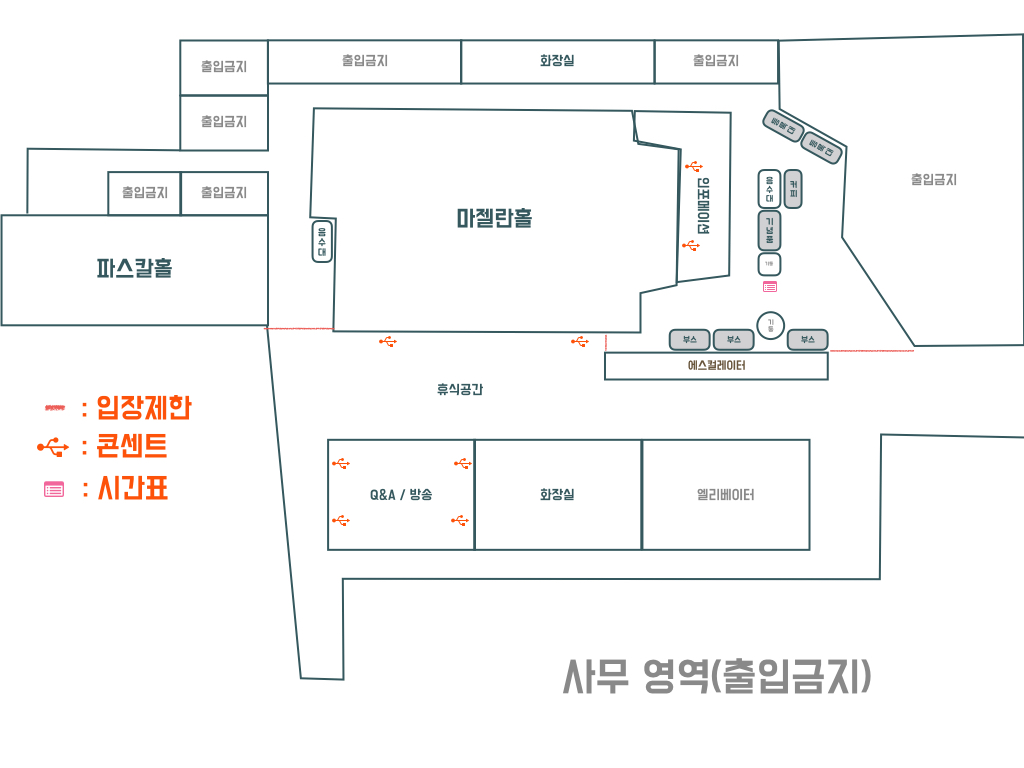 출입금지
출입금지
화장실
출입금지
출입금지
출입금지
출입금지
출입금지
음수대
커피
기념품
기둥
기둥
인포메이션
마젤란홀
음수대
파스칼홀
부스
부스
부스
에스컬레이터
휴식공간
: 입장제한
: 콘센트
: 시간표
Q&A / 방송
화장실
엘리베이터
사무 영역(출입금지)